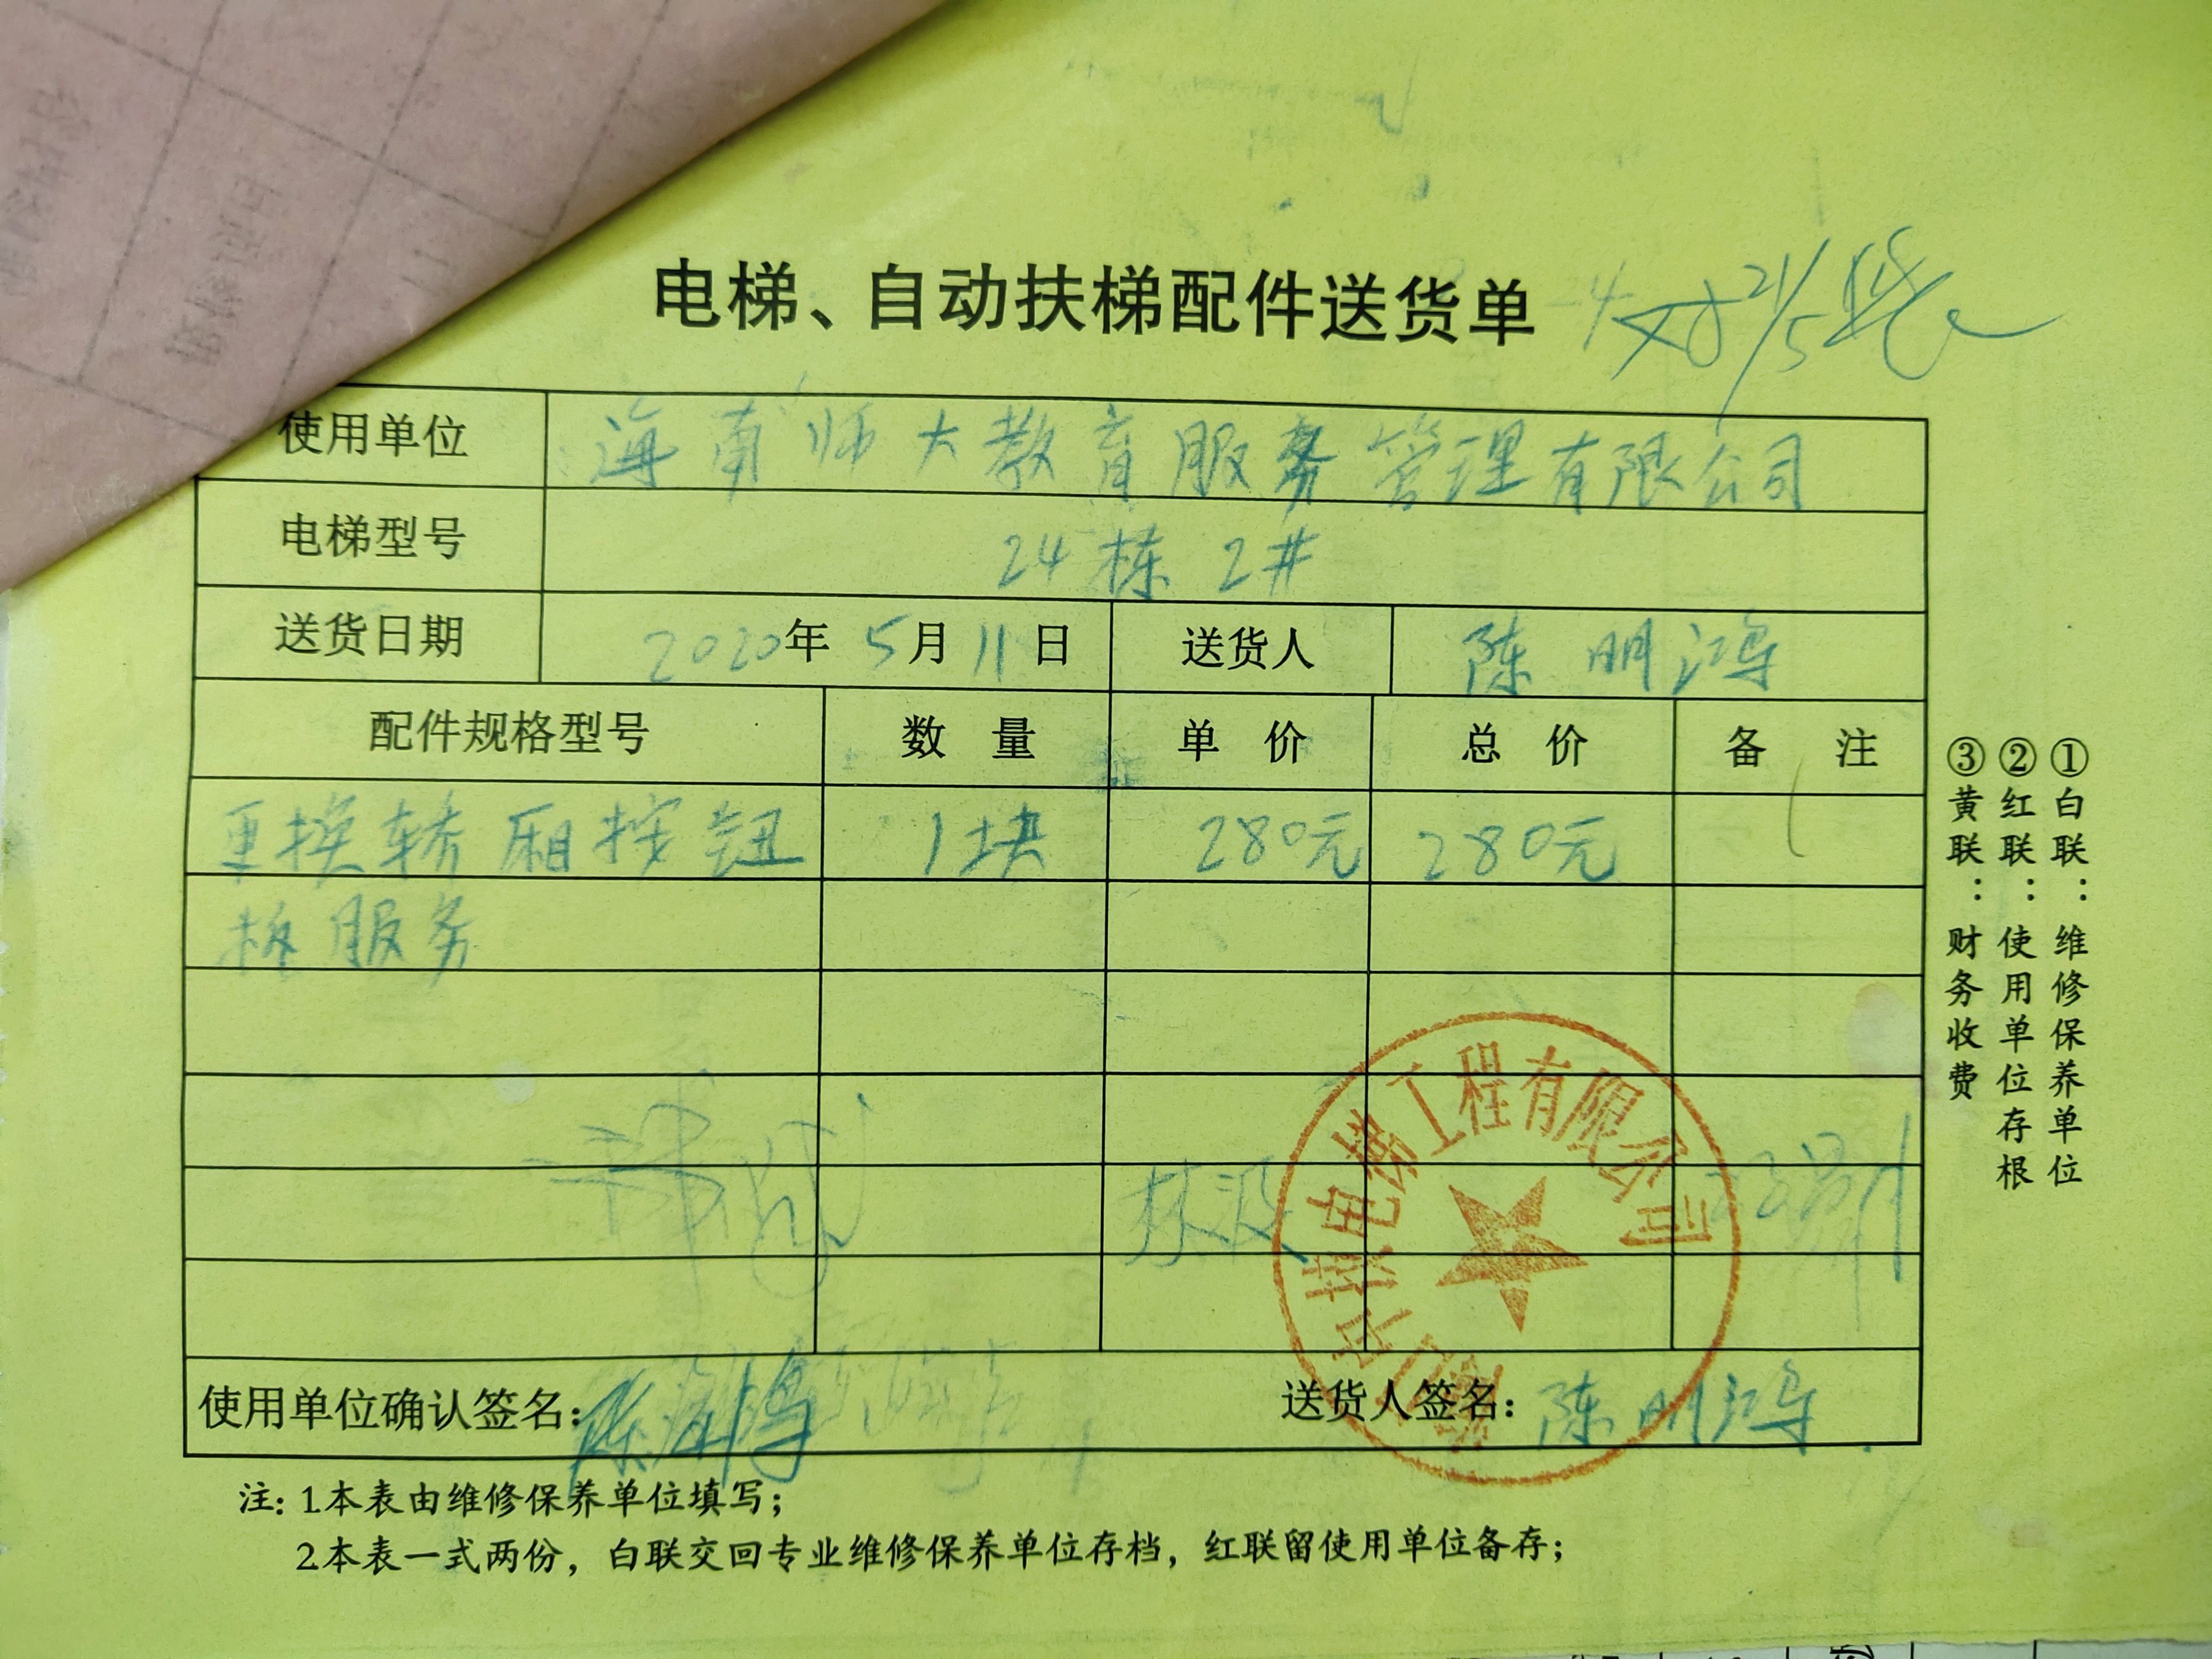 电梯、自动扶梯配件送货单
使用单位 海南师大教育服务管理有限公司
电梯型号 24栋 2#
送货日期 2020年 5月 11日 送货人 陈明鸿
配件规格型号 数量 单价 总价 备注
更换轿厢按钮 1块 280元 280元
板服务
电梯工程有限公司
使用单位确认签名： 送货人签名：陈明鸿
注：1.本表由维修保养单位填写；
2.本表一式两份，白联交回专业维修保养单位存档，红联留使用单位备存；
①白联：维修保养单位
②红联：使用单位存根
③黄联：财务收费